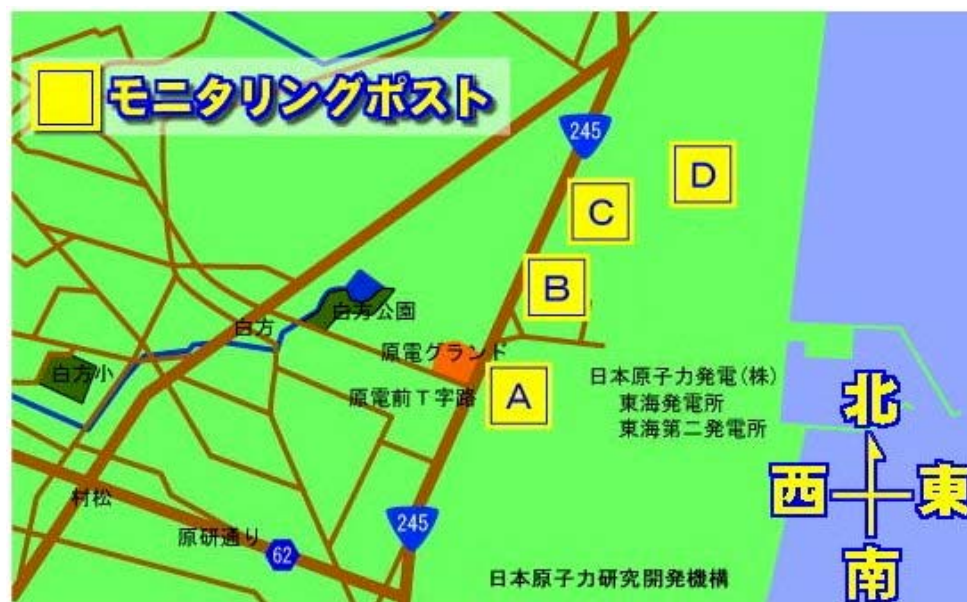 モニタリングポスト
245
D
C
B
白方公園
白方
原電グランド
白方小
原電前T字路
A
日本原子力発電(株)
東海発電所
東海第二発電所
北
西
東
南
村松
原研通り
62
245
日本原子力研究開発機構